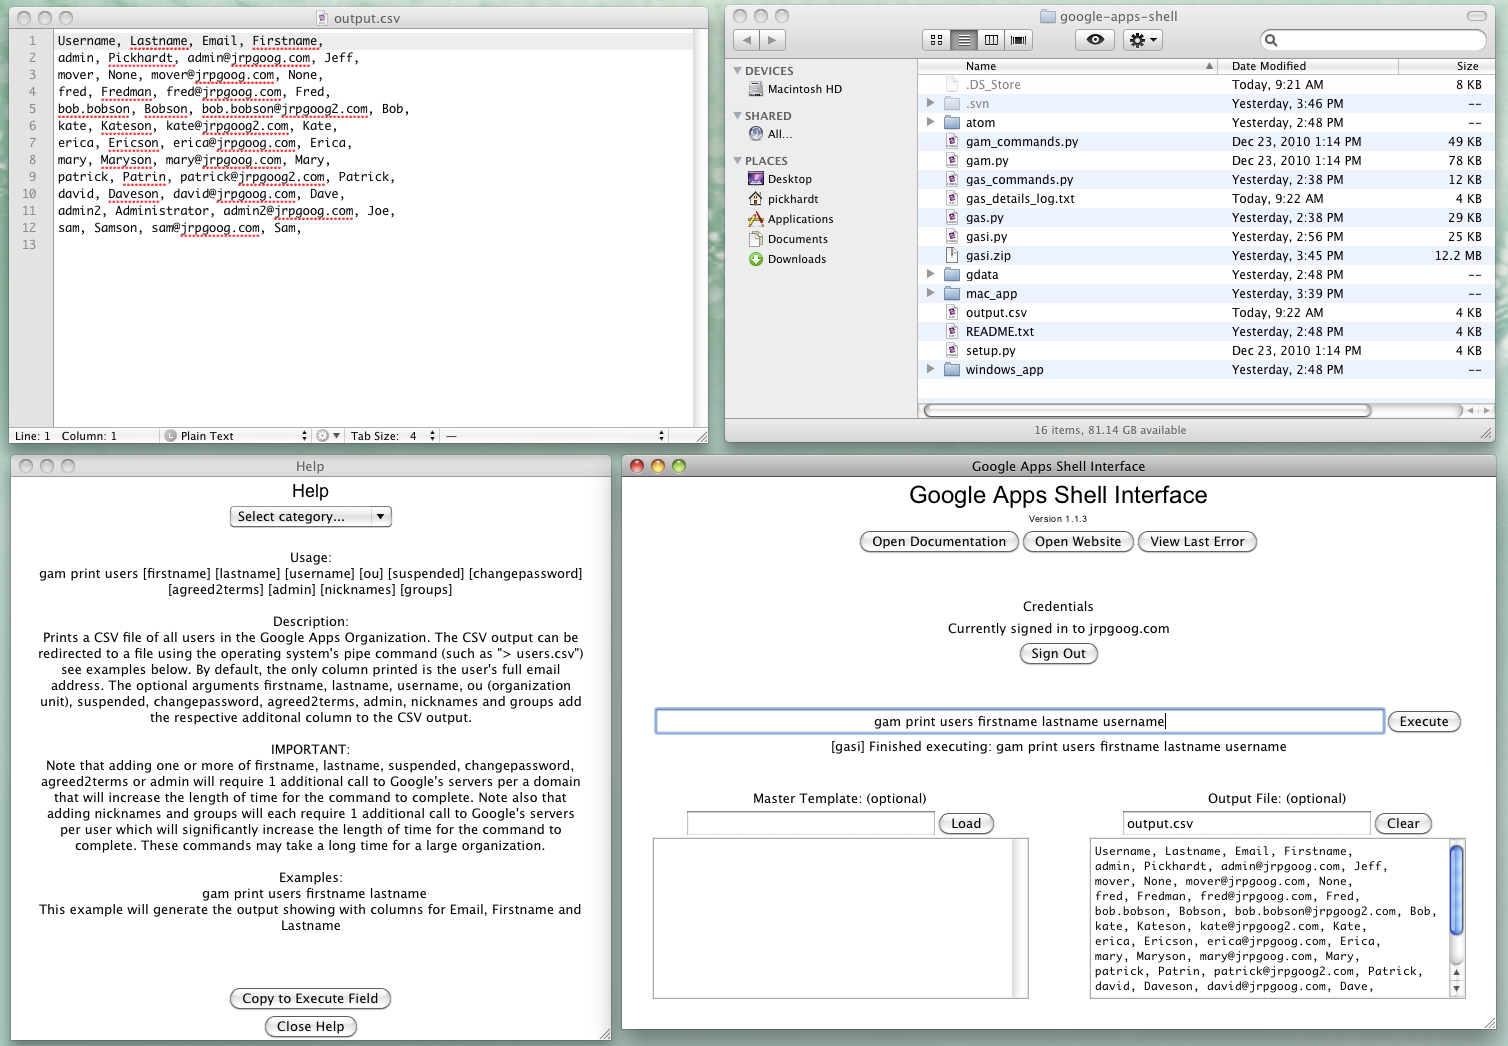 output.csv
1 Username, Lastname, Email, Firstname,
2 admin, Pickhardt, admin@jrpgoog.com, Jeff,
3 mover, None, mover@jrpgoog.com, None,
4 fred, Fredman, fred@jrpgoog.com, Fred,
5 bob.bobson, Bobson, bob.bobson@jrpgoog2.com, Bob,
6 kate, Kateson, kate@jrpgoog2.com, Kate,
7 erica, Ericson, erica@jrpgoog.com, Erica,
8 mary, Maryson, mary@jrpgoog.com, Mary,
9 patrick, Patrin, patrick@jrpgoog2.com, Patrick,
10 david, Daveson, david@jrpgoog.com, Dave,
11 admin2, Administrator, admin2@jrpgoog.com, Joe,
12 sam, Samson, sam@jrpgoog.com, Sam,
13
Line: 1 Column: 1 L Plain Text Tab Size: 4 —
google-apps-shell
DEVICES
Macintosh HD
SHARED
All...
PLACES
Desktop
pickhardt
Applications
Documents
Downloads
Name Date Modified Size
.DS_Store Today, 9:21 AM 8 KB
.svn Yesterday, 3:46 PM --
atom Yesterday, 2:48 PM --
gam_commands.py Dec 23, 2010 1:14 PM 49 KB
gam.py Dec 23, 2010 1:14 PM 78 KB
gas_commands.py Yesterday, 2:38 PM 12 KB
gas_details_log.txt Today, 9:22 AM 4 KB
gas.py Yesterday, 2:38 PM 29 KB
gasi.py Yesterday, 2:56 PM 25 KB
gasi.zip Yesterday, 3:45 PM 12.2 MB
gdata Yesterday, 2:48 PM --
mac_app Yesterday, 3:39 PM --
output.csv Today, 9:22 AM 4 KB
README.txt Yesterday, 2:48 PM 4 KB
setup.py Dec 23, 2010 1:14 PM 4 KB
windows_app Yesterday, 2:48 PM --
16 items, 81.14 GB available
Help
Help
Select category...
Usage:
gam print users [firstname] [lastname] [username] [ou] [suspended] [changepassword]
[agreed2terms] [admin] [nicknames] [groups]
Description:
Prints a CSV file of all users in the Google Apps Organization. The CSV output can be
redirected to a file using the operating system's pipe command (such as "> users.csv")
see examples below. By default, the only column printed is the user's full email
address. The optional arguments firstname, lastname, username, ou (organization
unit), suspended, changepassword, agreed2terms, admin, nicknames and groups add
the respective additonal column to the CSV output.
IMPORTANT:
Note that adding one or more of firstname, lastname, suspended, changepassword,
agreed2terms or admin will require 1 additional call to Google's servers per a domain
that will increase the length of time for the command to complete. Note also that
adding nicknames and groups will each require 1 additional call to Google's servers
per user which will significantly increase the length of time for the command to
complete. These commands may take a long time for a large organization.
Examples:
gam print users firstname lastname
This example will generate the output showing with columns for Email, Firstname and
Lastname
Copy to Execute Field
Close Help
Google Apps Shell Interface
Google Apps Shell Interface
Version 1.1.3
Open Documentation Open Website View Last Error
Credentials
Currently signed in to jrpgoog.com
Sign Out
gam print users firstname lastname username Execute
[gasi] Finished executing: gam print users firstname lastname username
Master Template: (optional)
Load
Output File: (optional)
output.csv Clear
Username, Lastname, Email, Firstname,
admin, Pickhardt, admin@jrpgoog.com, Jeff,
mover, None, mover@jrpgoog.com, None,
fred, Fredman, fred@jrpgoog.com, Fred,
bob.bobson, Bobson, bob.bobson@jrpgoog2.com, Bob,
kate, Kateson, kate@jrpgoog2.com, Kate,
erica, Ericson, erica@jrpgoog.com, Erica,
mary, Maryson, mary@jrpgoog.com, Mary,
patrick, Patrin, patrick@jrpgoog2.com, Patrick,
david, Daveson, david@jrpgoog.com, Dave,